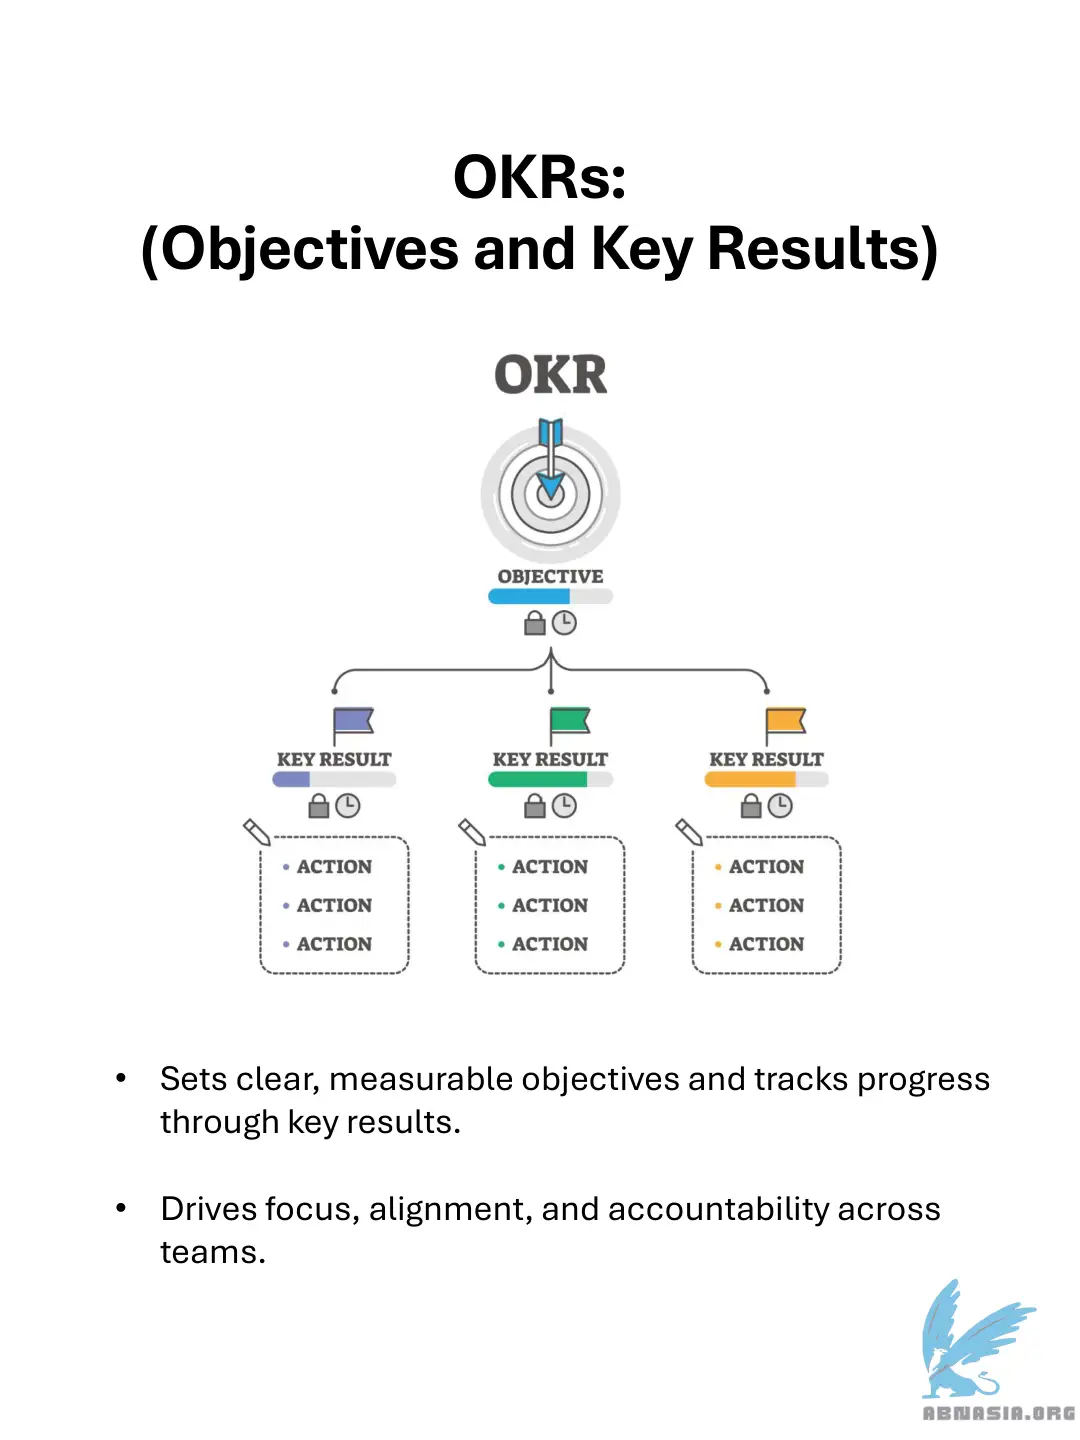 OKRs:
(Objectives and Key Results)
OKR
OBJECTIVE
KEY RESULT
KEY RESULT
KEY RESULT
• ACTION
• ACTION
• ACTION
• ACTION
• ACTION
• ACTION
• ACTION
• ACTION
• ACTION
• Sets clear, measurable objectives and tracks progress
through key results.
• Drives focus, alignment, and accountability across
teams.
ABNASIA.ORG